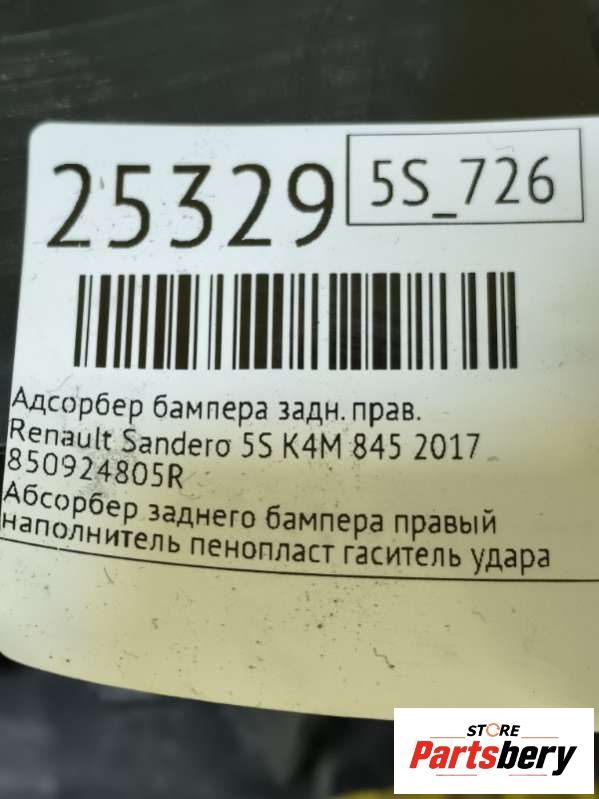 25329
5S_726
Адсорбер бампера задн. прав.
Renault Sandero 5S K4M 845 2017
850924805R
Абсорбер заднего бампера правый
наполнитель пенопласт гаситель удара
STORE
Partsbery